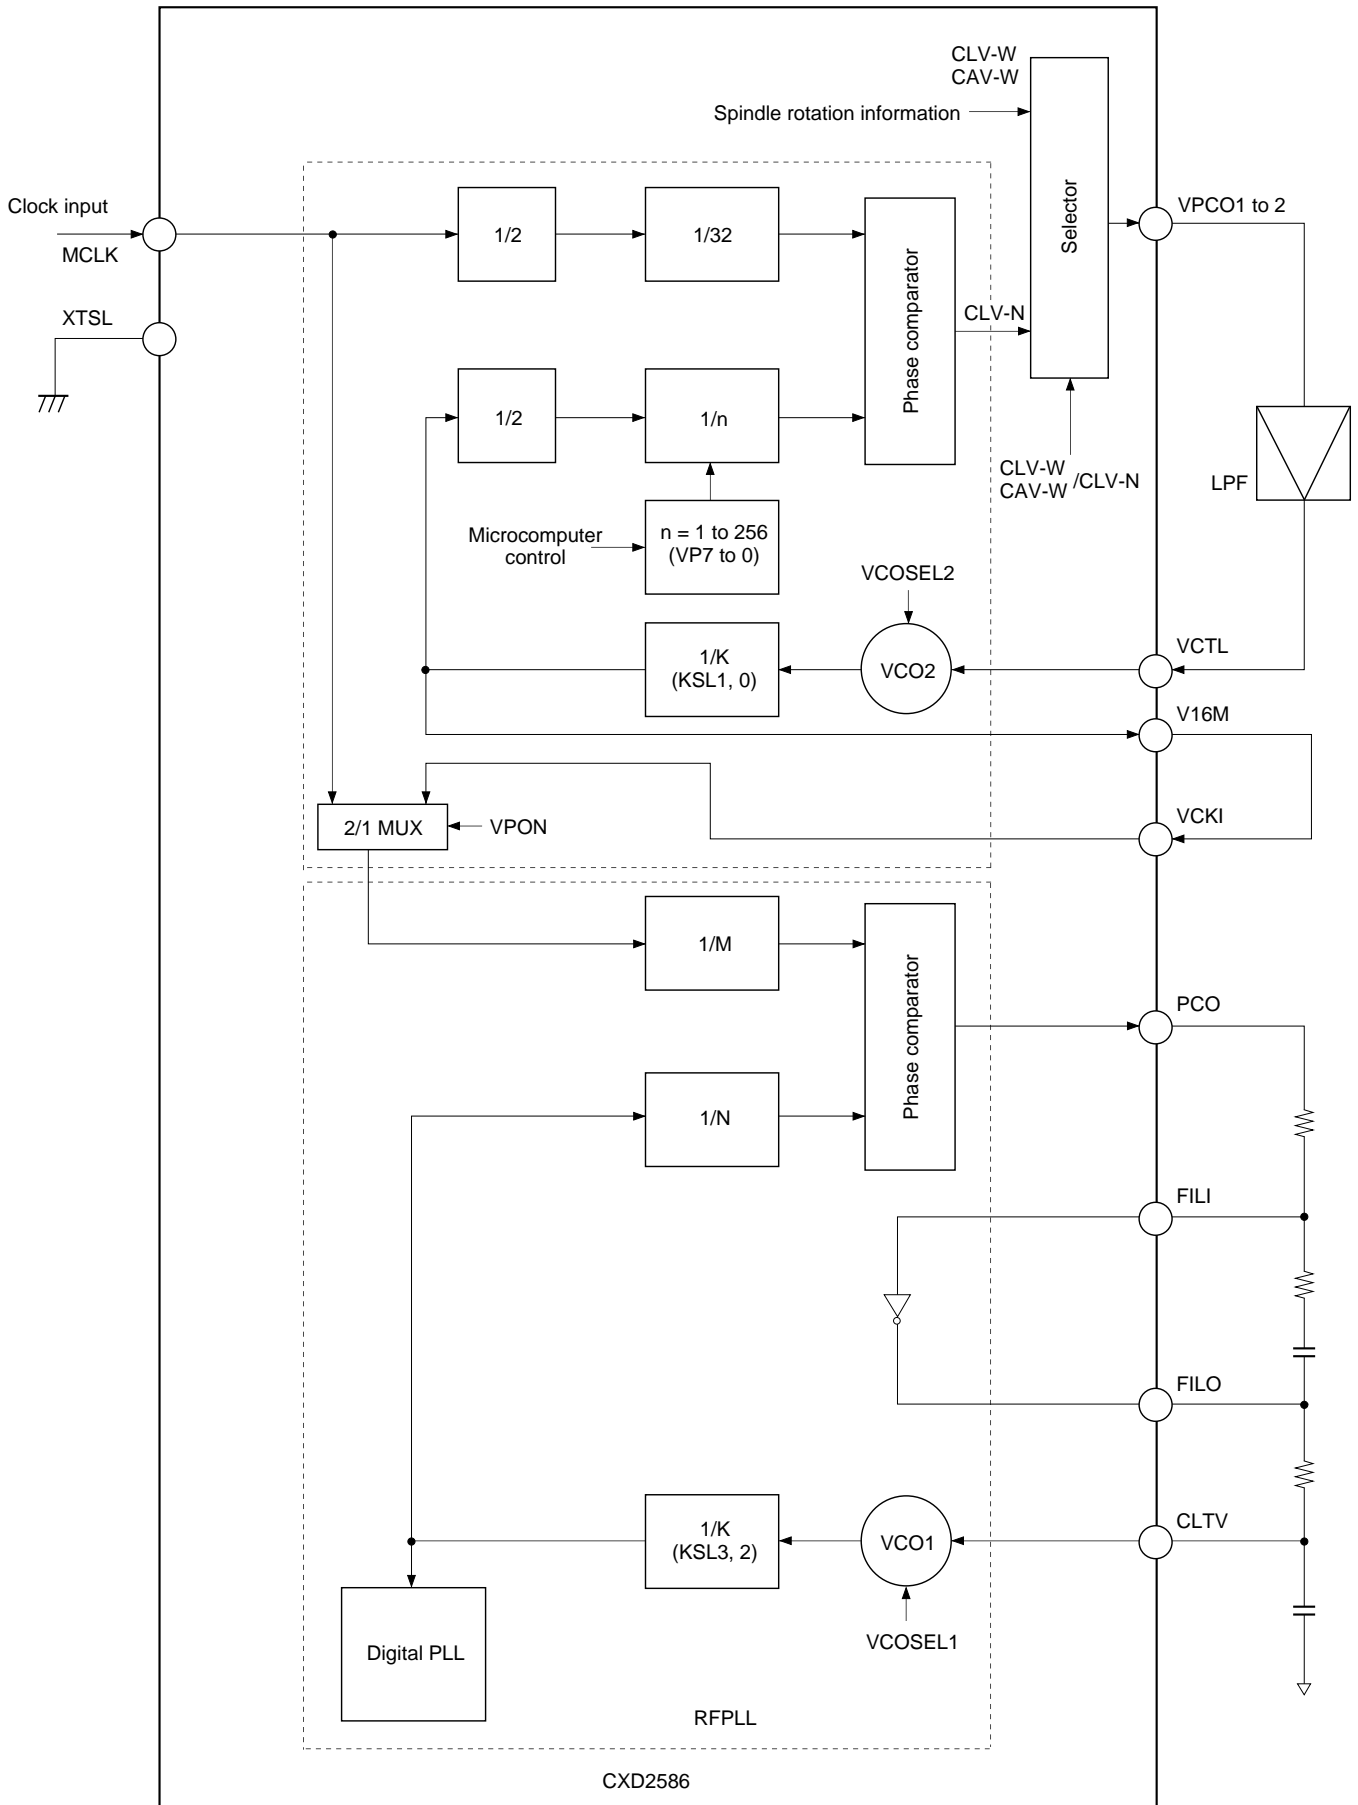 CLV-W
CAV-W
Spindle rotation information
Selector
Clock input
MCLK
XTSL
1/2
1/32
Phase comparator
CLV-N
VPCO1 to 2
1/2
1/n
CLV-W
CAV-W
/CLV-N
LPF
Microcomputer
control
n = 1 to 256
(VP7 to 0)
VCOSEL2
1/K
(KSL1, 0)
VCO2
VCTL
V16M
VCKI
2/1 MUX
VPON
1/M
Phase comparator
PCO
1/N
FILI
FILO
1/K
(KSL3, 2)
VCO1
CLTV
VCOSEL1
Digital PLL
RFPLL
CXD2586